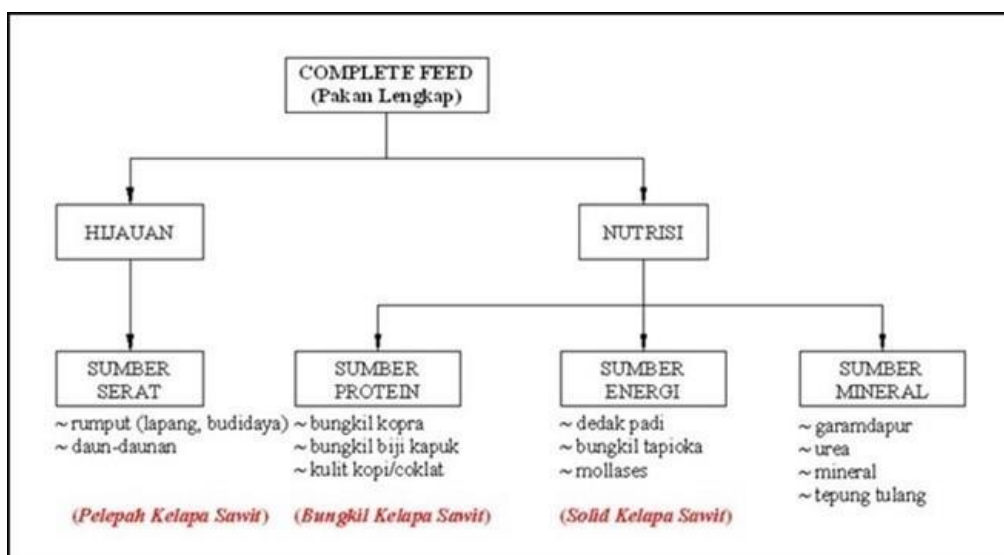 COMPLETE FEED
(Pakan Lengkap)
HIJAUAN
NUTRISI
SUMBER
SERAT
~ rumput (lapang, budidaya)
~ daun-daunan
(Pelepah Kelapa Sawit)
SUMBER
PROTEIN
~ bungkil kopra
~ bungkil biji kapuk
~ kulit kopi/coklat
(Bungkil Kelapa Sawit)
SUMBER
ENERGI
~ dedak padi
~ bungkil tapioka
~ mollases
(Solid Kelapa Sawit)
SUMBER
MINERAL
~ garamdapur
~ urea
~ mineral
~ tepung tulang